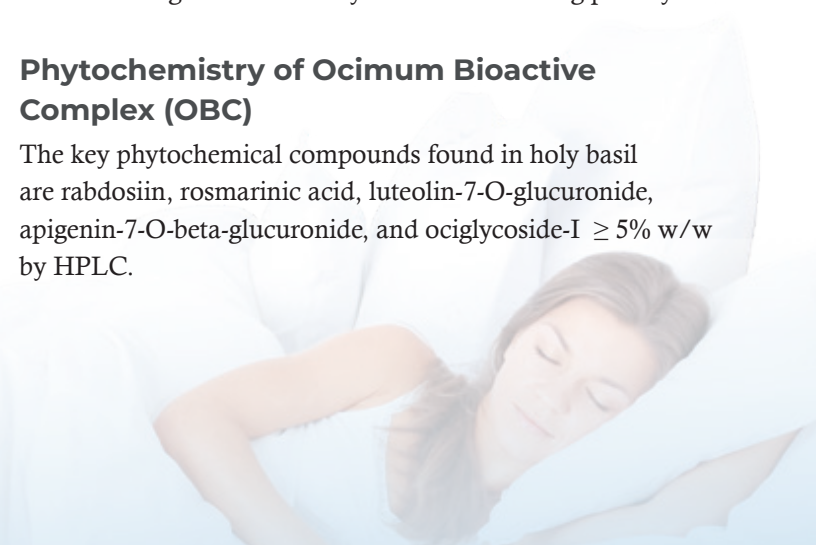 Phytochemistry of Ocimum Bioactive
Complex (OBC)
The key phytochemical compounds found in holy basil
are rabdosiin, rosmarinic acid, luteolin-7-O-glucuronide,
apigenin-7-O-beta-glucuronide, and ociglycoside-I ≥ 5% w/w
by HPLC.